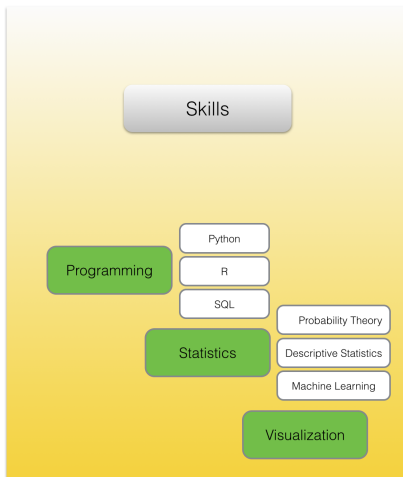 Skills
Programming
Python
R
SQL
Statistics
Probability Theory
Descriptive Statistics
Machine Learning
Visualization